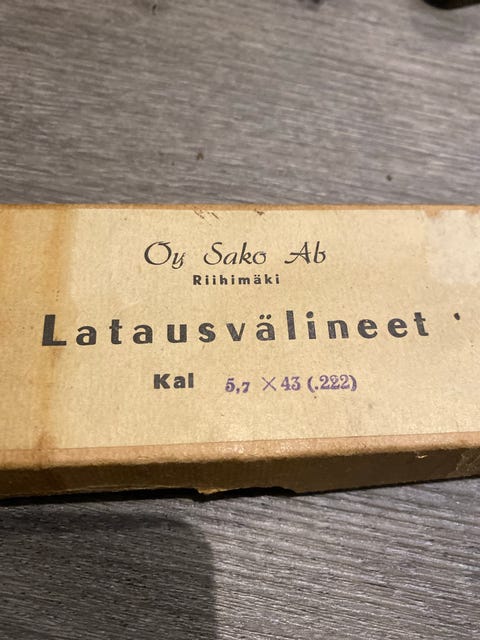 Oy Sako Ab
Riihimäki
Latausvälineet
Kal 5,7 × 43 (.222)